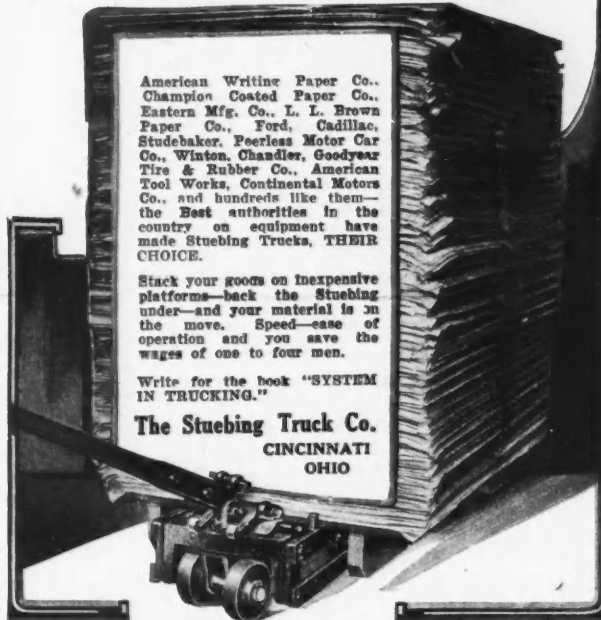 American Writing Paper Co.,
Champion Coated Paper Co.,
Eastern Mfg. Co., L. L. Brown
Paper Co., Ford, Cadillac,
Studebaker, Peerless Motor Car
Co., Winton, Chandler, Goodyear
Tire & Rubber Co., American
Tool Works, Continental Motors
Co., and hundreds like them—
the Best authorities in the
country on equipment have
made Stuebing Trucks, THEIR
CHOICE.
Stack your goods on inexpensive
platforms—back the Stuebing
under—and your material is on
the move. Speed—ease of
operation and you save the
wages of one to four men.
Write for the book "SYSTEM
IN TRUCKING."
The Stuebing Truck Co.
CINCINNATI
OHIO